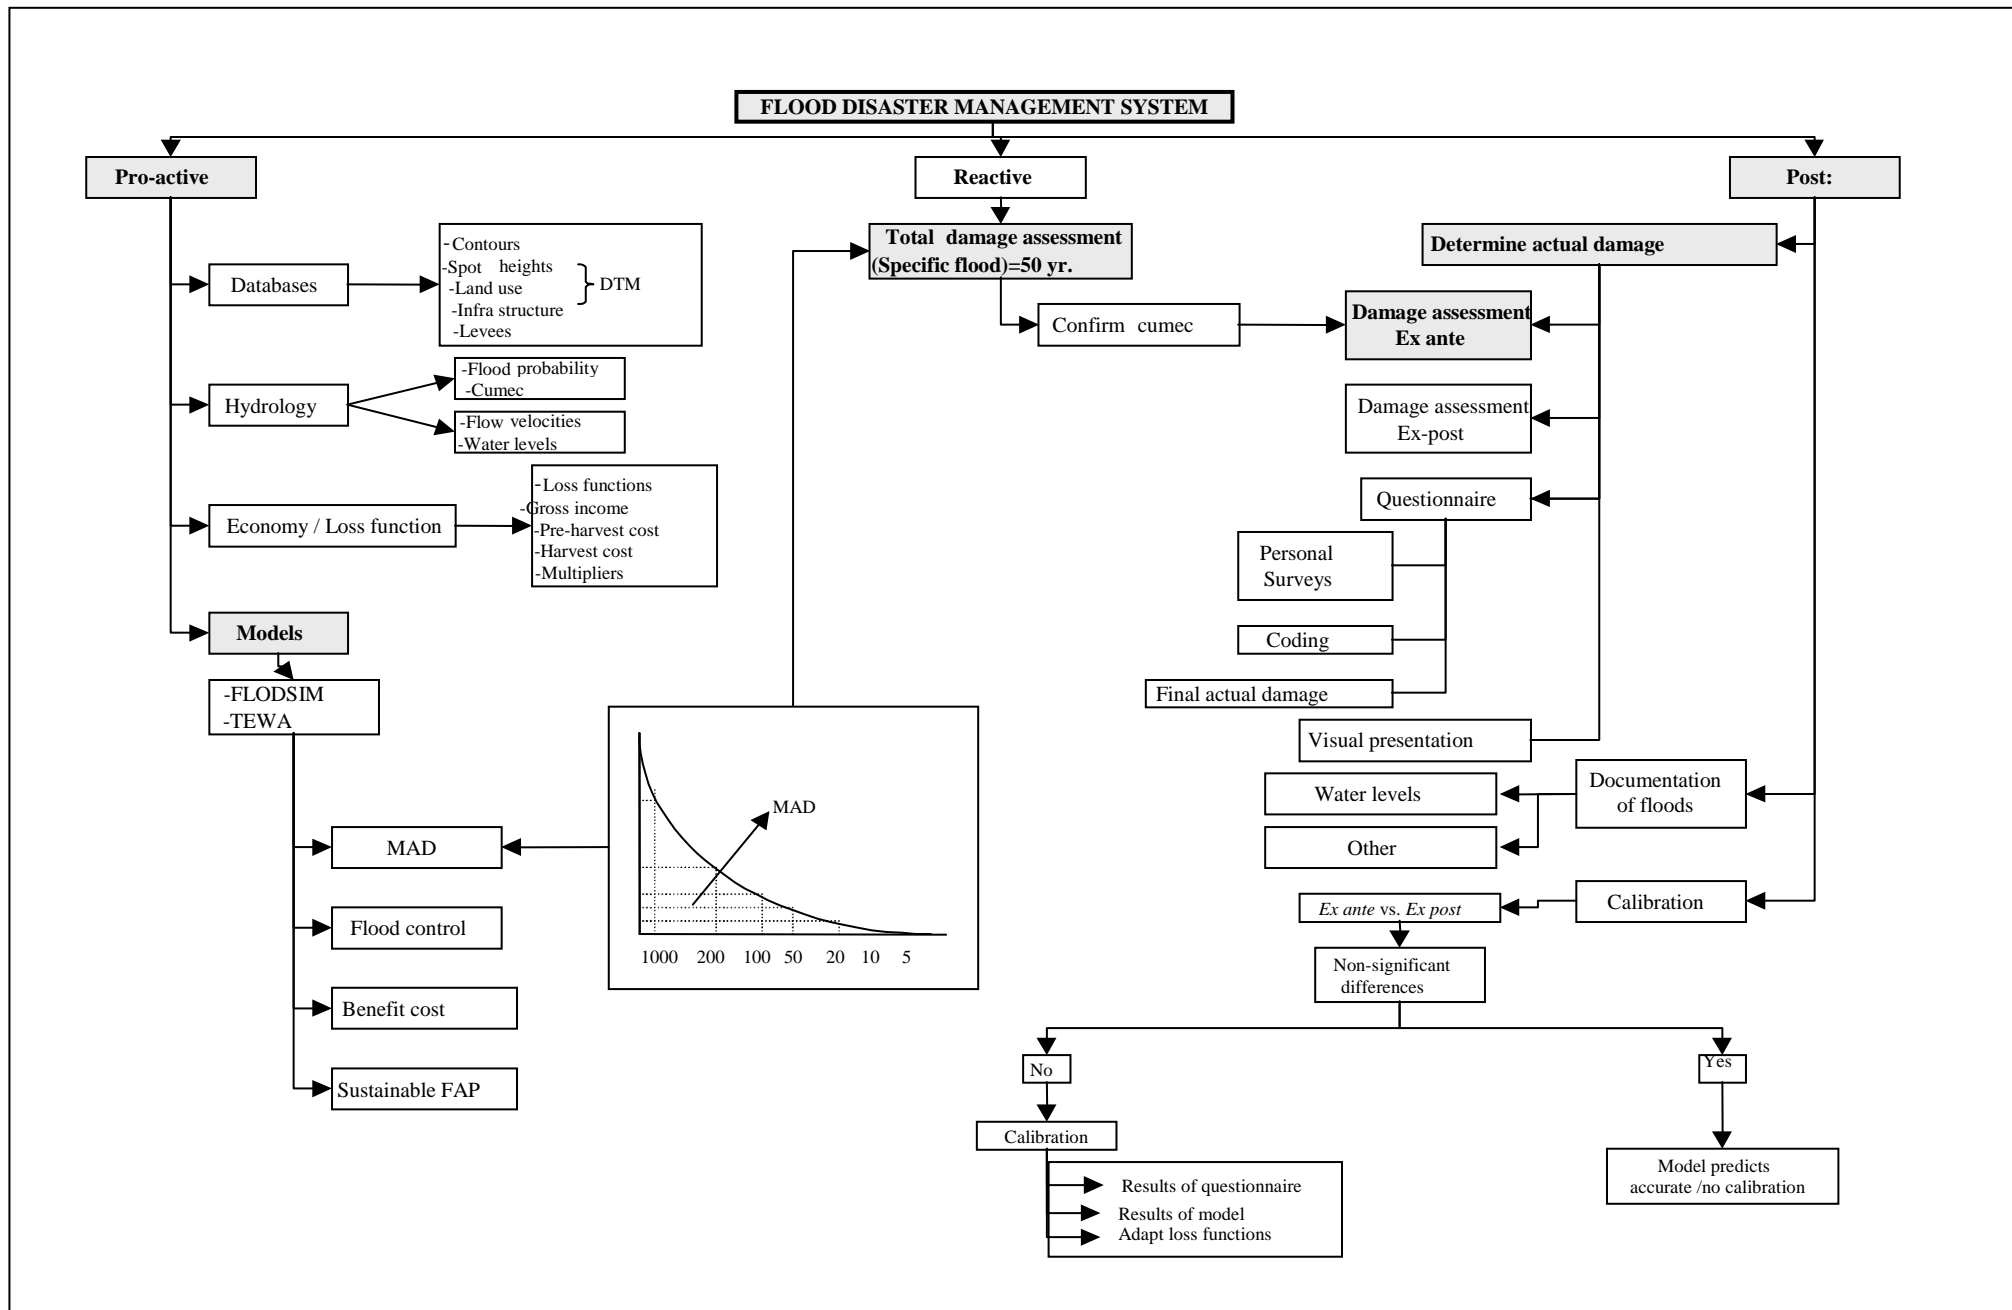 FLOOD DISASTER MANAGEMENT SYSTEM
Pro-active
Reactive
Post:
Databases
-Contours
-Spot heights
-Land use
-Infra structure
-Levees
DTM
Hydrology
-Flood probability
-Cumec
-Flow velocities
-Water levels
Economy / Loss function
-Loss functions
-Gross income
-Pre-harvest cost
-Harvest cost
-Multipliers
Models
-FLODSIM
-TEWA
MAD
Flood control
Benefit cost
Sustainable FAP
MAD
1000 200 100 50 20 10 5
Total damage assessment
(Specific flood)=50 yr.
Confirm cumec
Determine actual damage
Damage assessment
Ex ante
Damage assessment
Ex-post
Questionnaire
Personal
Surveys
Coding
Final actual damage
Visual presentation
Documentation
of floods
Water levels
Other
Calibration
Ex ante vs. Ex post
Non-significant
differences
No
Yes
Calibration
Results of questionnaire
Results of model
Adapt loss functions
Model predicts
accurate /no calibration